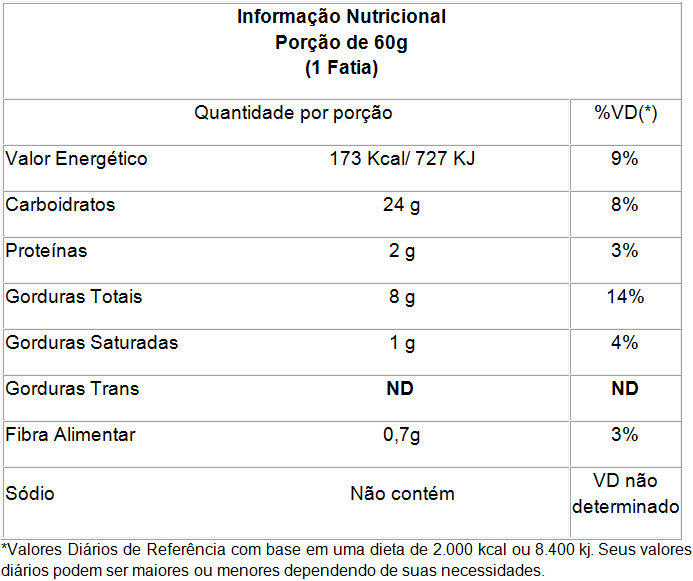 Informação Nutricional
Porção de 60g
(1 Fatia)
Quantidade por porção %VD(*)
Valor Energético 173 Kcal/ 727 KJ 9%
Carboidratos 24 g 8%
Proteínas 2 g 3%
Gorduras Totais 8 g 14%
Gorduras Saturadas 1 g 4%
Gorduras Trans ND ND
Fibra Alimentar 0,7g 3%
Sódio Não contém VD não
determinado
*Valores Diários de Referência com base em uma dieta de 2.000 kcal ou 8.400 kj. Seus valores
diários podem ser maiores ou menores dependendo de suas necessidades.